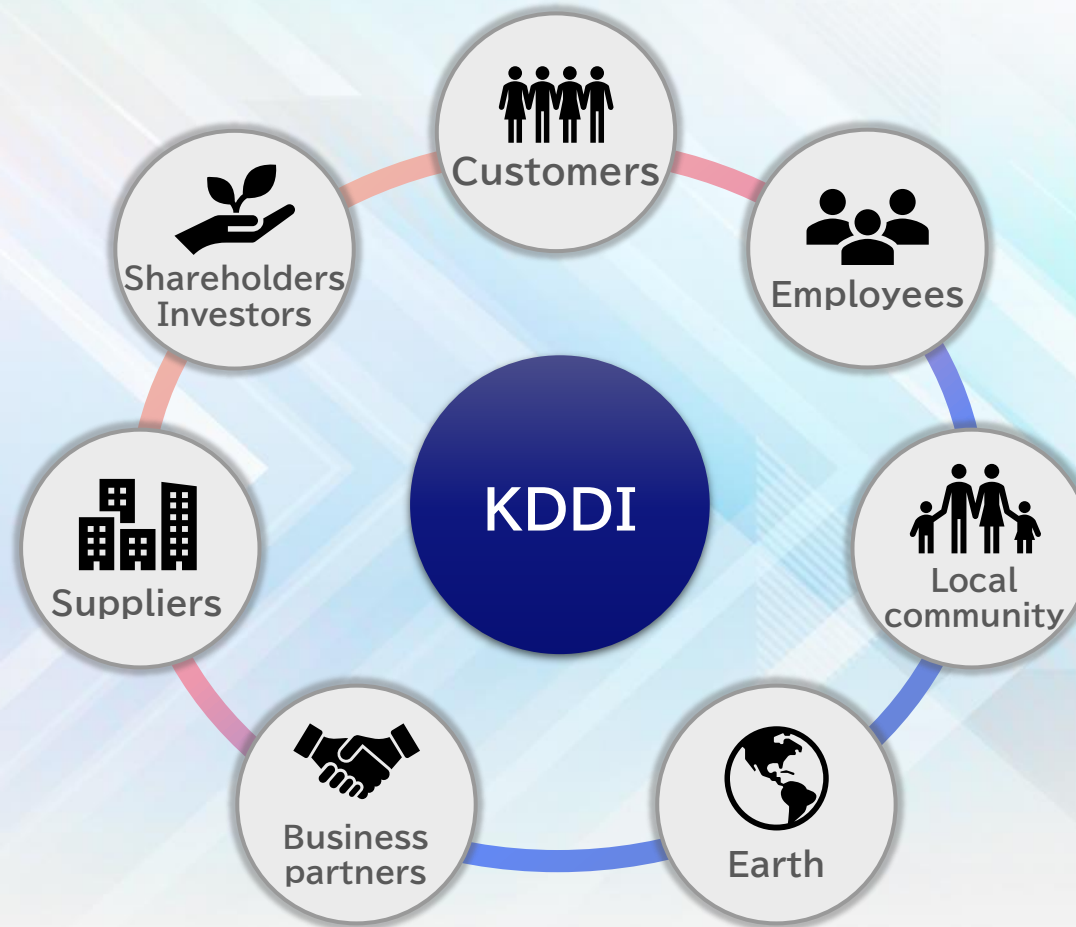 Customers
Shareholders
Investors
Employees
KDDI
Suppliers
Local
community
Business
partners
Earth